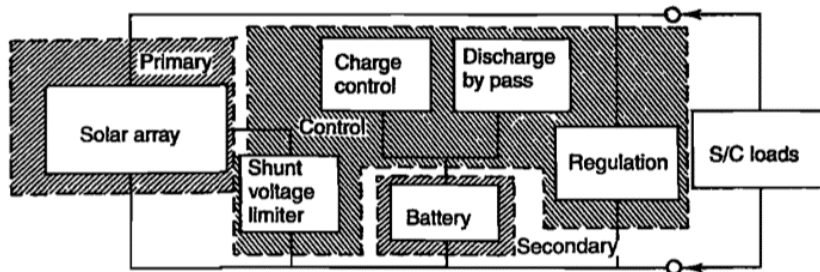 Primary
Solar array
Charge
control
Discharge
by pass
Control
Shunt
voltage
limiter
Battery
Regulation
S/C loads
Secondary